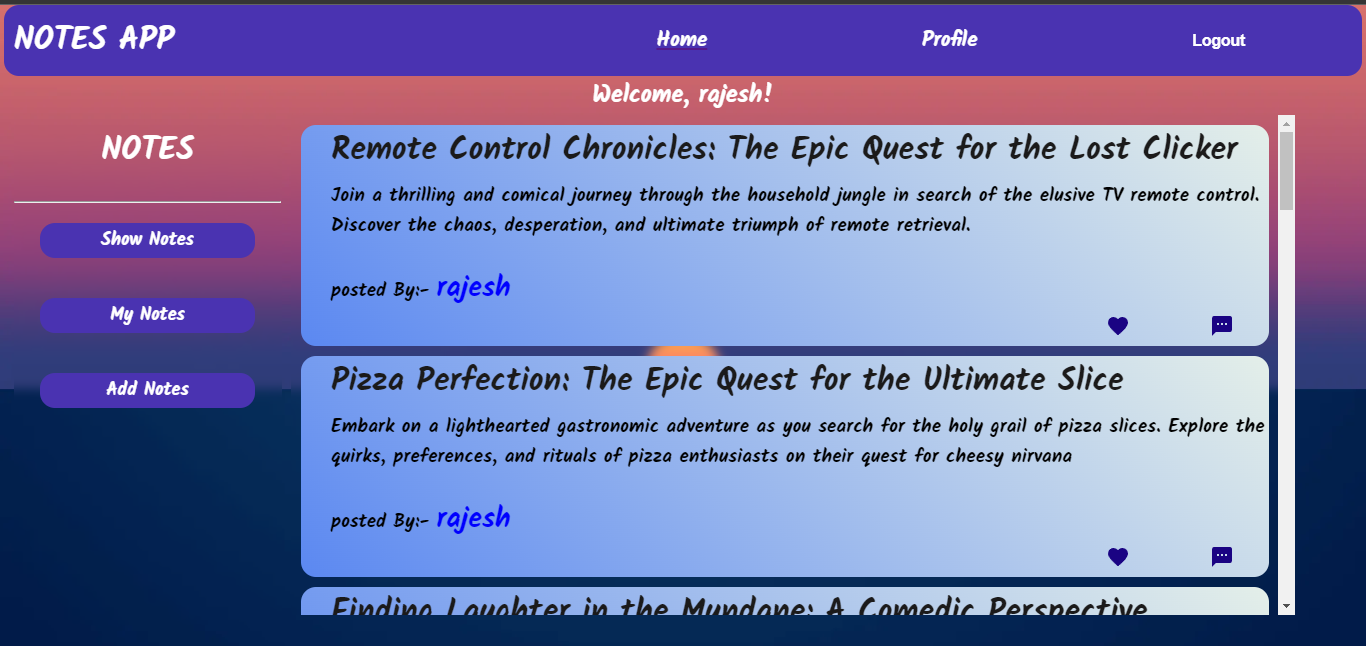 NOTES APP
Home
Profile
Logout
Welcome, rajesh!
NOTES
Show Notes
My Notes
Add Notes
Remote Control Chronicles: The Epic Quest for the Lost Clicker
Join a thrilling and comical journey through the household jungle in search of the elusive TV remote control.
Discover the chaos, desperation, and ultimate triumph of remote retrieval.
posted By:- rajesh
Pizza Perfection: The Epic Quest for the Ultimate Slice
Embark on a lighthearted gastronomic adventure as you search for the holy grail of pizza slices. Explore the
quirks, preferences, and rituals of pizza enthusiasts on their quest for cheesy nirvana
posted By:- rajesh
Finding Laughter in the Mundane: A Comedic Perspective